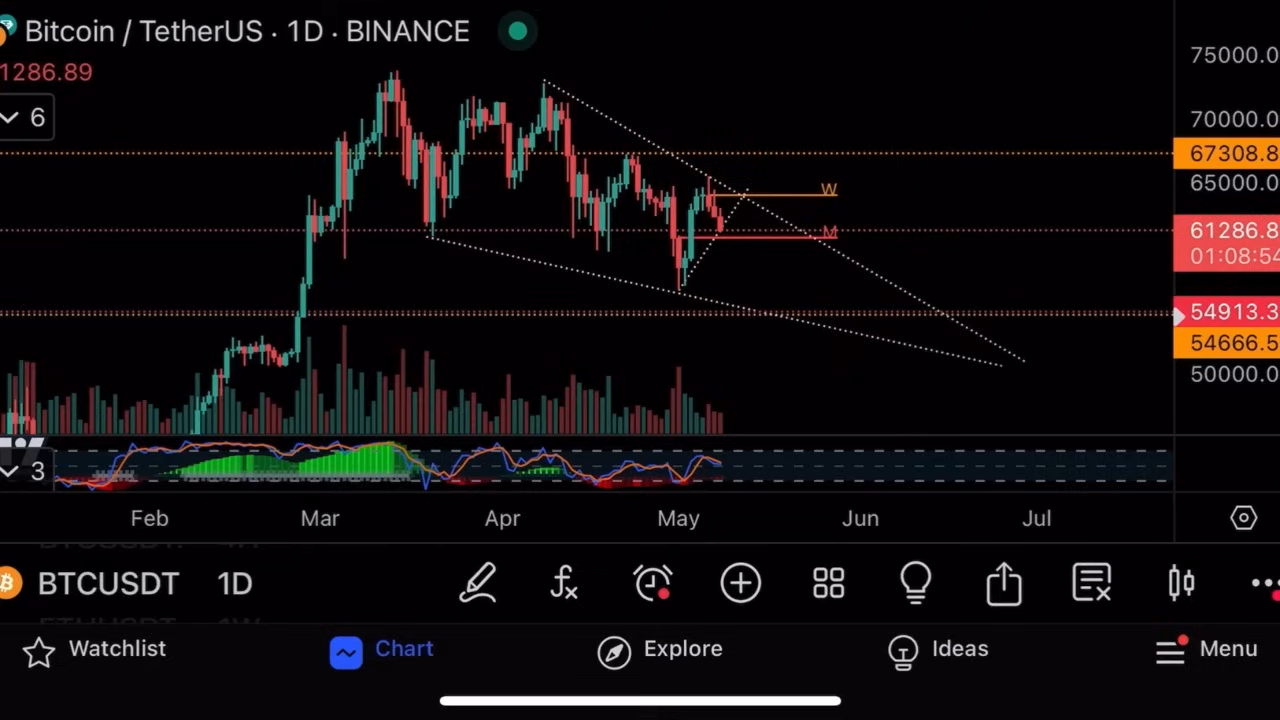 Bitcoin / TetherUS · 1D · BINANCE
1286.89
6
75000.0
70000.0
67308.8
65000.0
W
61286.8
01:08:54
M
54913.3
54666.5
50000.0
3
Feb Mar Apr May Jun Jul
BTCUSDT 1D
Watchlist Chart Explore Ideas Menu